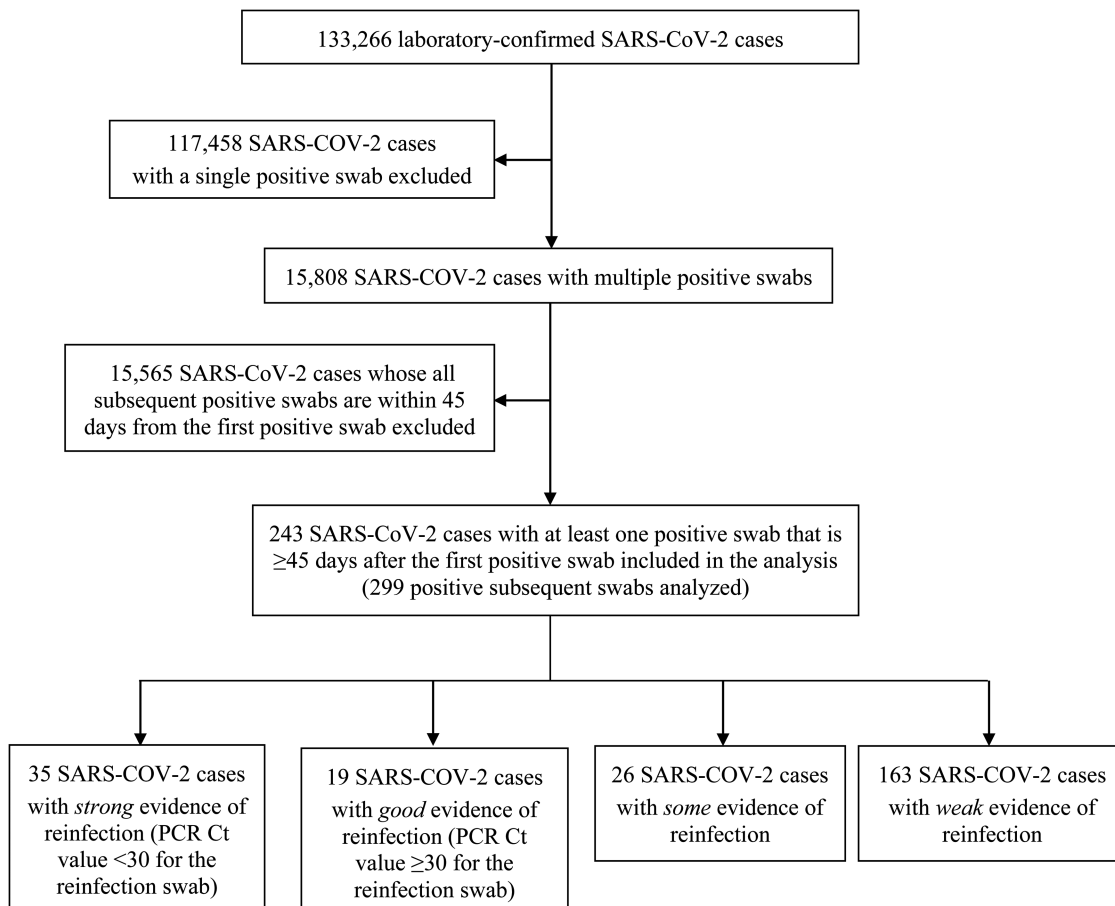 133,266 laboratory-confirmed SARS-CoV-2 cases
117,458 SARS-COV-2 cases
with a single positive swab excluded
15,808 SARS-COV-2 cases with multiple positive swabs
15,565 SARS-CoV-2 cases whose all
subsequent positive swabs are within 45
days from the first positive swab excluded
243 SARS-CoV-2 cases with at least one positive swab that is
≥45 days after the first positive swab included in the analysis
(299 positive subsequent swabs analyzed)
35 SARS-COV-2 cases
with strong evidence of
reinfection (PCR Ct
value <30 for the
reinfection swab)
19 SARS-COV-2 cases
with good evidence of
reinfection (PCR Ct
value ≥30 for the
reinfection swab)
26 SARS-COV-2 cases
with some evidence of
reinfection
163 SARS-COV-2 cases
with weak evidence of
reinfection